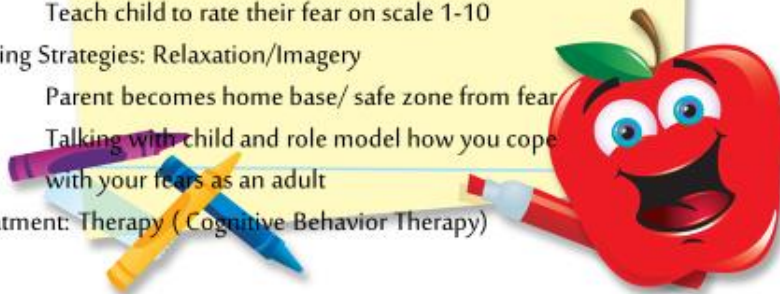 Teach child to rate their fear on scale 1-10
ing Strategies: Relaxation/Imagery
Parent becomes home base/ safe zone from fear
Talking with child and role model how you cope
with your fears as an adult
tment: Therapy ( Cognitive Behavior Therapy)